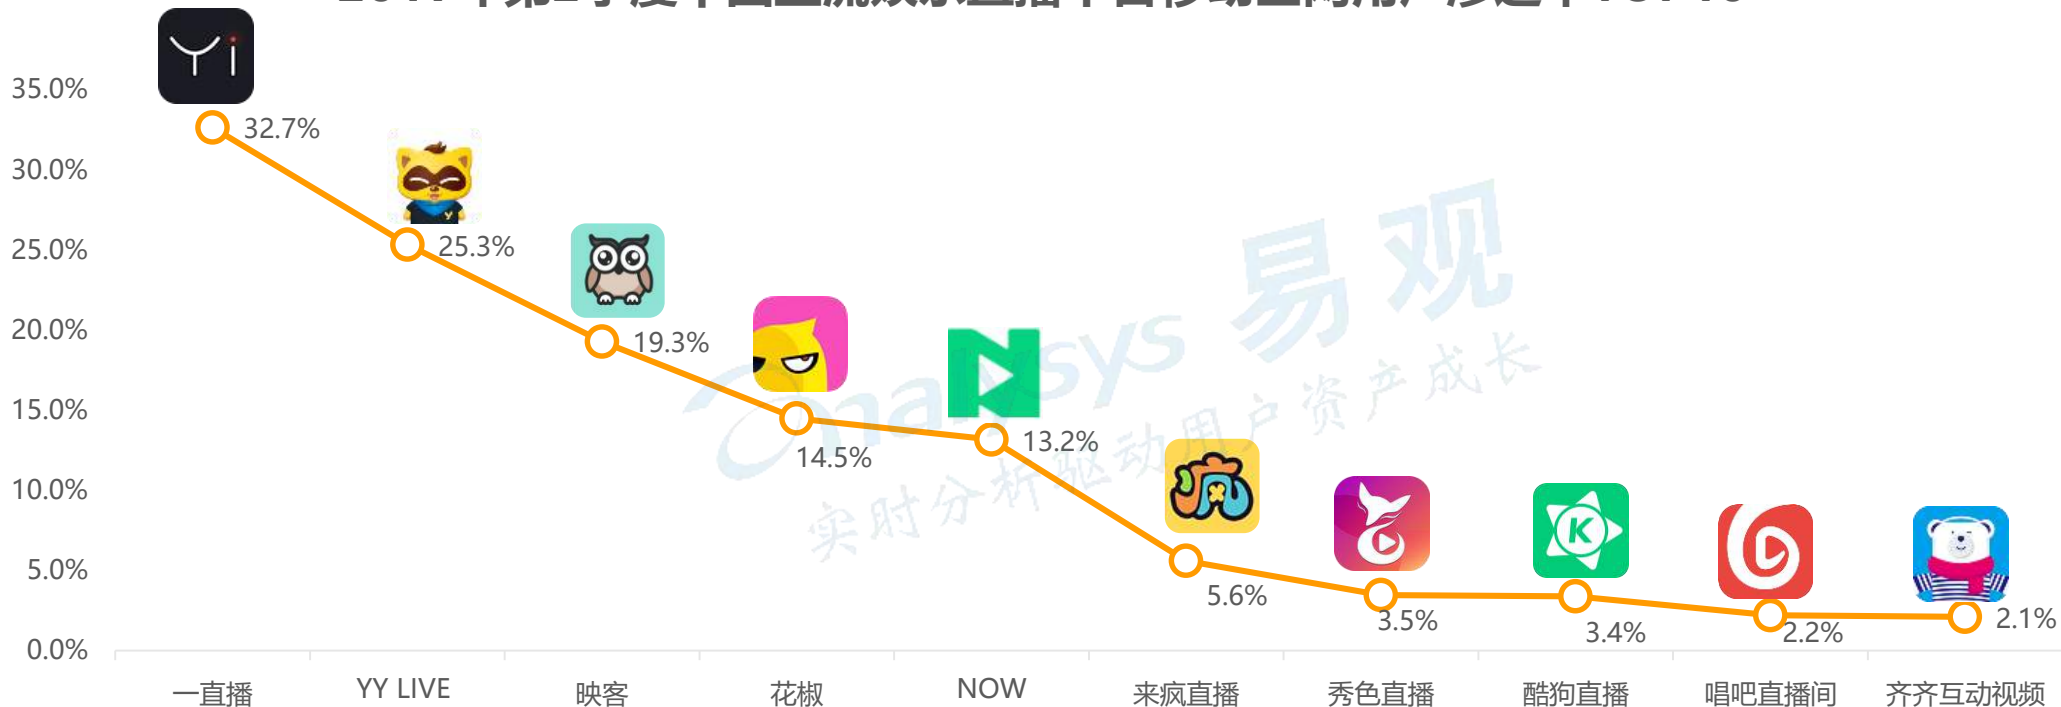 35.0%
30.0%
25.0%
20.0%
15.0%
10.0%
5.0%
0.0%
Yi
32.7%
25.3%
19.3%
14.5%
13.2%
疯
5.6%
3.5%
K
3.4%
2.2%
2.1%
一直播
YY LIVE
映客
花椒
NOW
来疯直播
秀色直播
酷狗直播
唱吧直播间
齐齐互动视频
analysys 易观
实时分析驱动用户资产成长